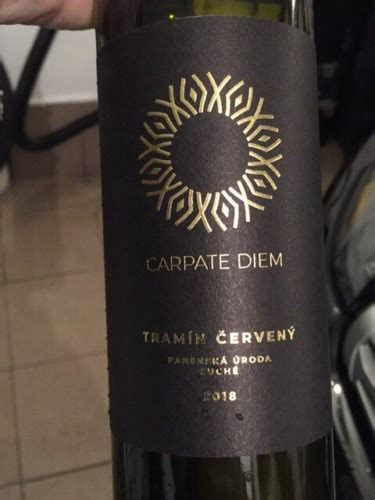 CARPATE DIEM
TRAMÍN ČERVENÝ
PANENSKÁ ÚRODA
SUCHÉ
2018